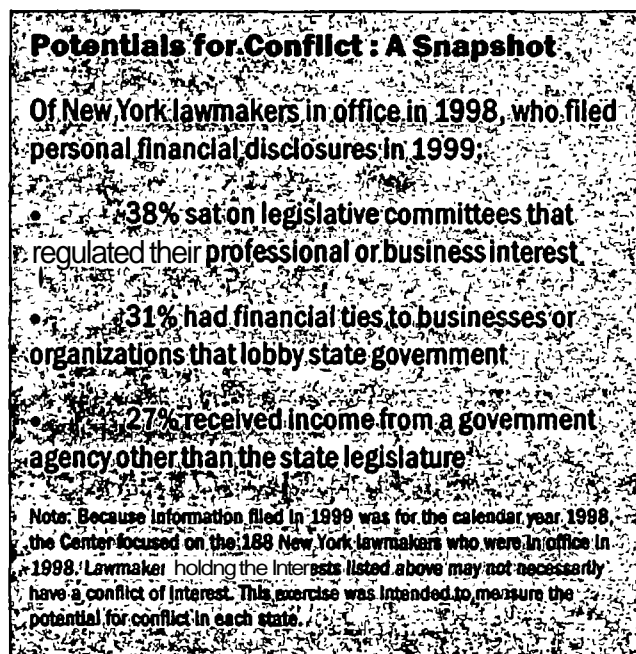 Potentials for Conflict : A Snapshot
Of New York lawmakers in office in 1998, who filed
personal financial disclosures in 1999:
• 38% sat on legislative committees that
regulated their professional or business interest
• 31% had financial ties to businesses or
organizations that lobby state government
• 27% received income from a government
agency other than the state legislature
Note: Because information filed in 1999 was for the calendar year 1998,
the Center focused on the 188 New York lawmakers who were in office in
1998. Lawmaker holdng the Interests listed above may not necessarily
have a conflict of interest. This exercise was intended to measure the
potential for conflict in each state.